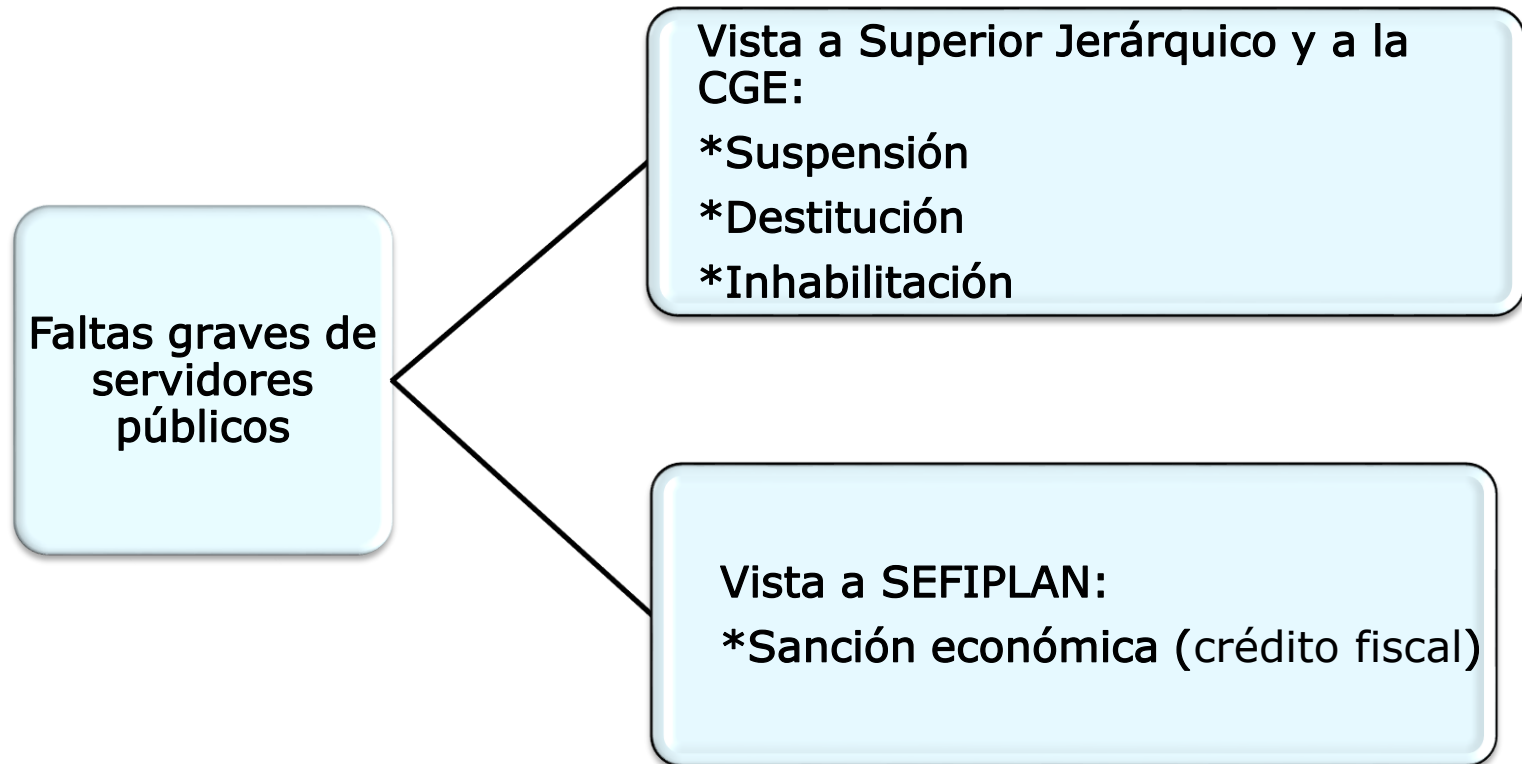 Vista a Superior Jerárquico y a la
CGE:
*Suspensión
*Destitución
*Inhabilitación
Faltas graves de
servidores
públicos
Vista a SEFIPLAN:
*Sanción económica (crédito fiscal)